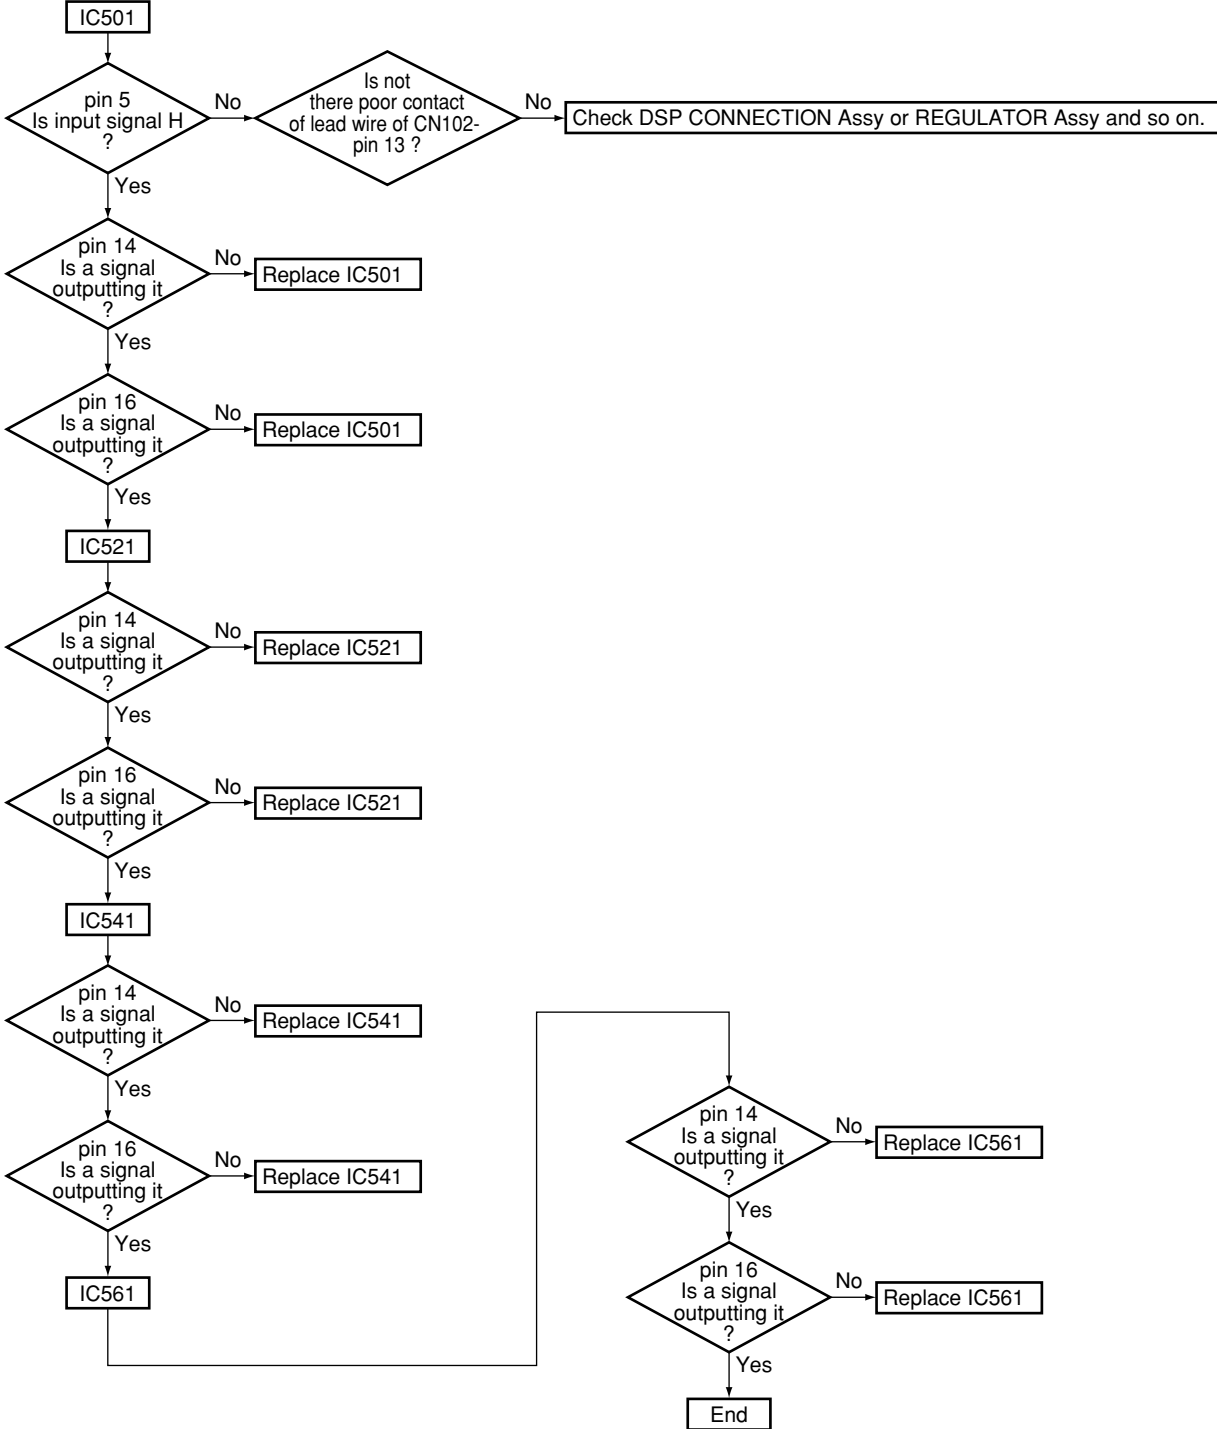 IC501
pin 5
Is input signal H
?
No
Is not
there poor contact
of lead wire of CN102-
pin 13 ?
No
Check DSP CONNECTION Assy or REGULATOR Assy and so on.
Yes
pin 14
Is a signal
outputting it
?
No
Replace IC501
Yes
pin 16
Is a signal
outputting it
?
No
Replace IC501
Yes
IC521
pin 14
Is a signal
outputting it
?
No
Replace IC521
Yes
pin 16
Is a signal
outputting it
?
No
Replace IC521
Yes
IC541
pin 14
Is a signal
outputting it
?
No
Replace IC541
Yes
pin 16
Is a signal
outputting it
?
No
Replace IC541
Yes
IC561
pin 14
Is a signal
outputting it
?
No
Replace IC561
Yes
pin 16
Is a signal
outputting it
?
No
Replace IC561
Yes
End